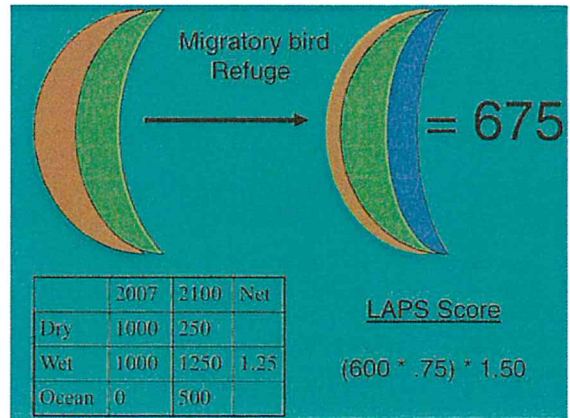 Migratory bird
Refuge
= 675
2007 2100 Net
Dry 1000 250
Wet 1000 1250 1.25
Ocean 0 500
LAPS Score
(600 * .75) * 1.50